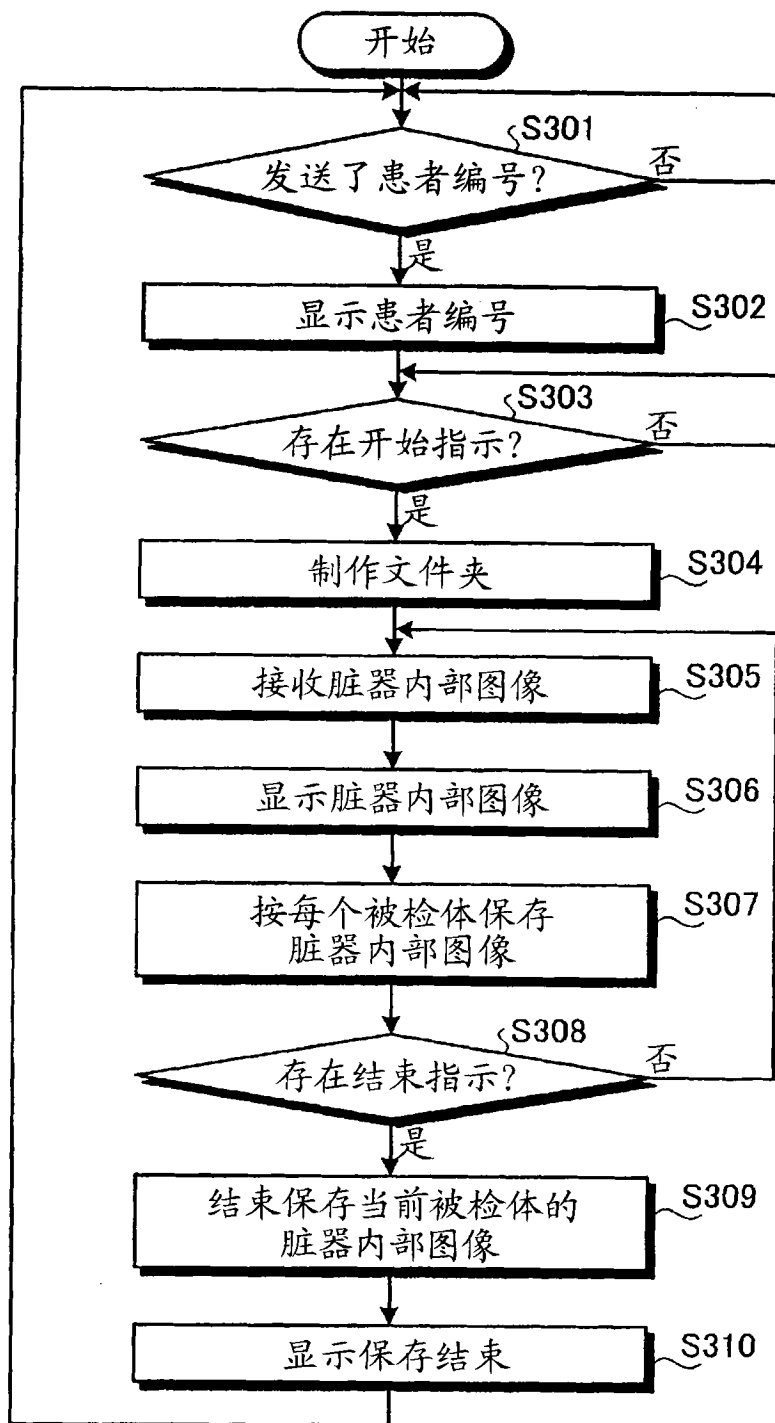 开始
S301
发送了患者编号？
否
是
显示患者编号
S302
S303
存在开始指示？
否
是
制作文件夹
S304
接收脏器内部图像
S305
显示脏器内部图像
S306
按每个被检体保存
脏器内部图像
S307
S308
存在结束指示？
否
是
结束保存当前被检体的
脏器内部图像
S309
显示保存结束
S310